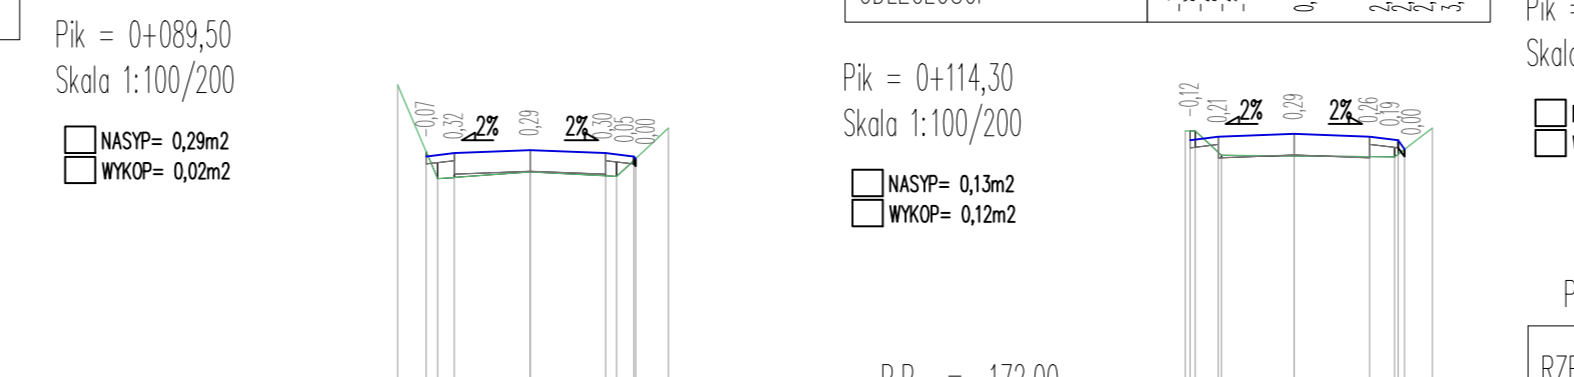 Pik = 0+089,50
Skala 1:100/200
NASYP= 0,29m2
WYKOP= 0,02m2
-0,07
0,32
2%
0,29
2%
0,30
0,05
0,00
Pik = 0+114,30
Skala 1:100/200
NASYP= 0,13m2
WYKOP= 0,12m2
-0,12
0,21
2%
0,29
2%
0,26
0,19
0,00
Pik =